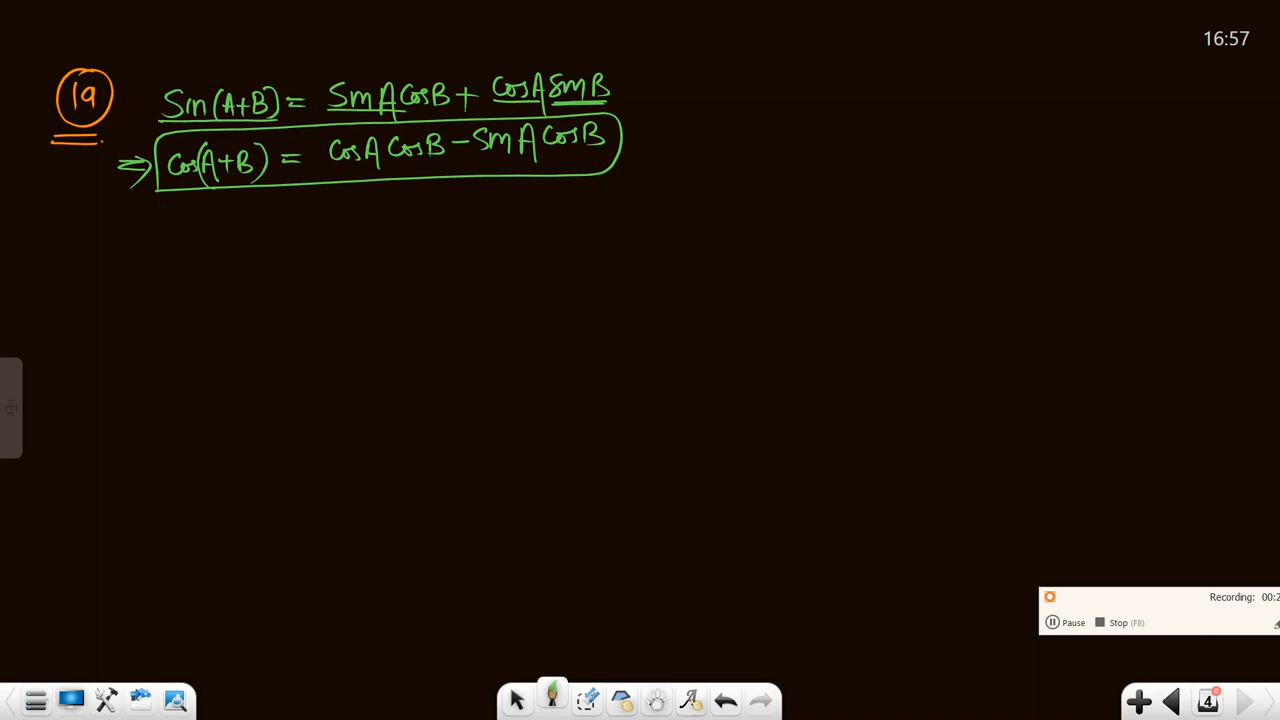 16:57
19 Sin(A+B) = SinA CosB + CosA SinB
⇒ Cos(A+B) = CosA CosB - SinA CosB
Recording: 00:2
Pause Stop (F8)
4